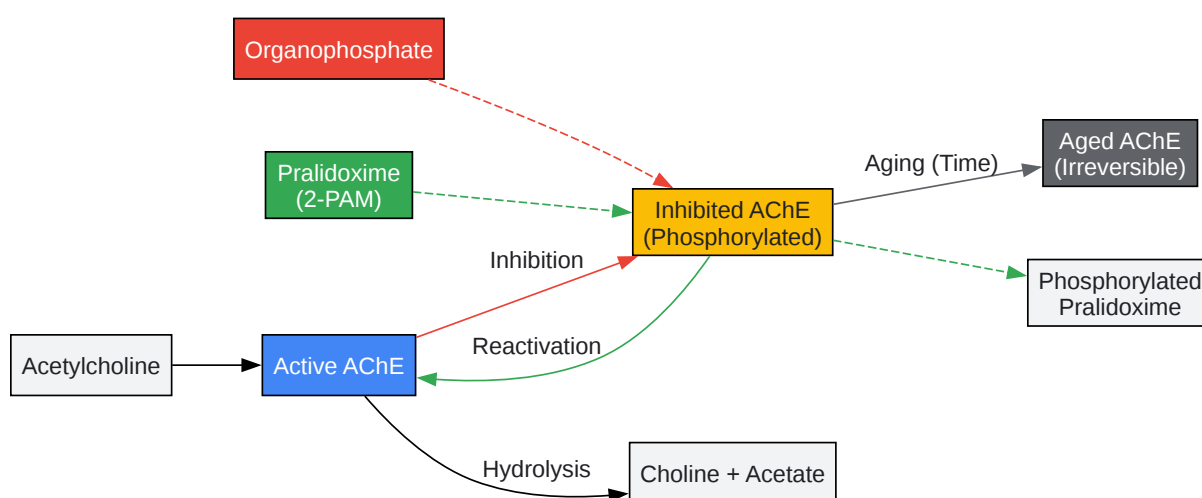 Organophosphate
Pralidoxime
(2-PAM)
Aging (Time)
Aged AChE
(Irreversible)
Inhibited AChE
(Phosphorylated)
Inhibition
Phosphorylated
Pralidoxime
Reactivation
Acetylcholine
Active AChE
Hydrolysis
Choline + Acetate